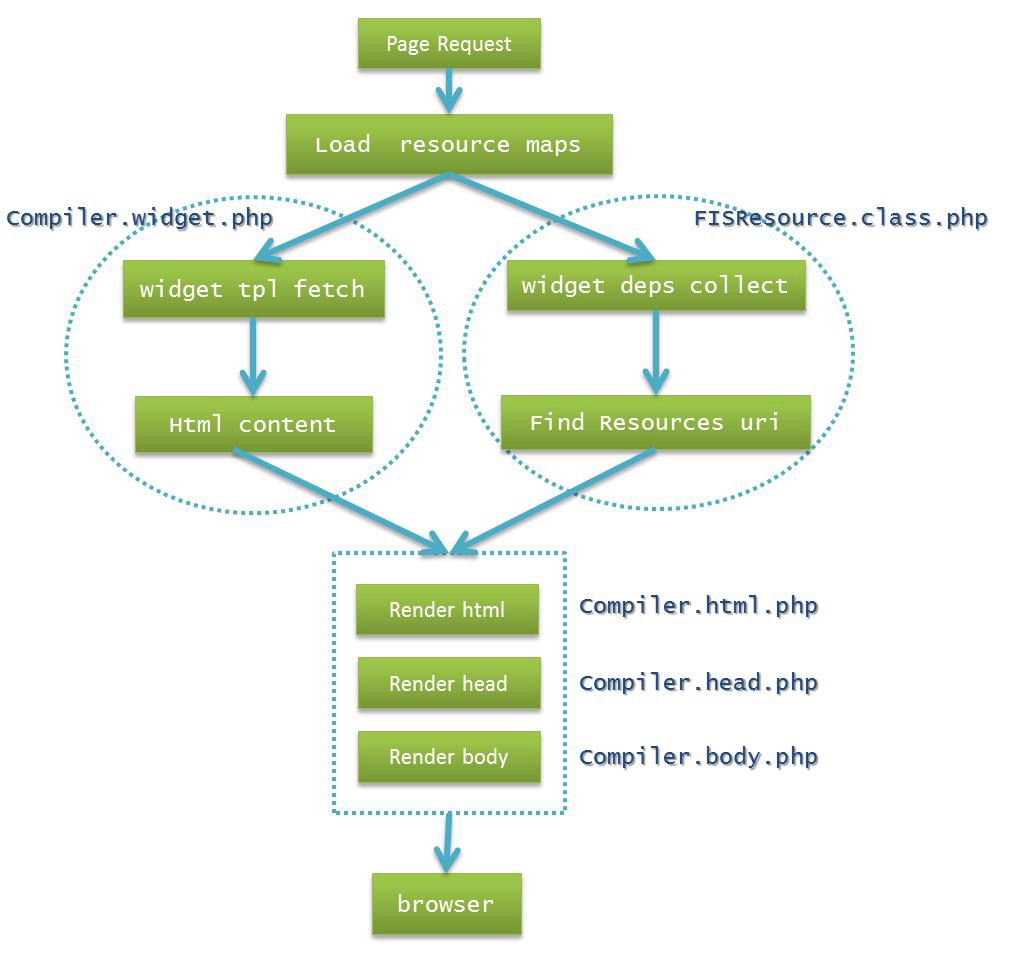 Page Request
Load resource maps
Compiler.widget.php
FISResource.class.php
widget tpl fetch
widget deps collect
Html content
Find Resources uri
Render html
Compiler.html.php
Render head
Compiler.head.php
Render body
Compiler.body.php
browser